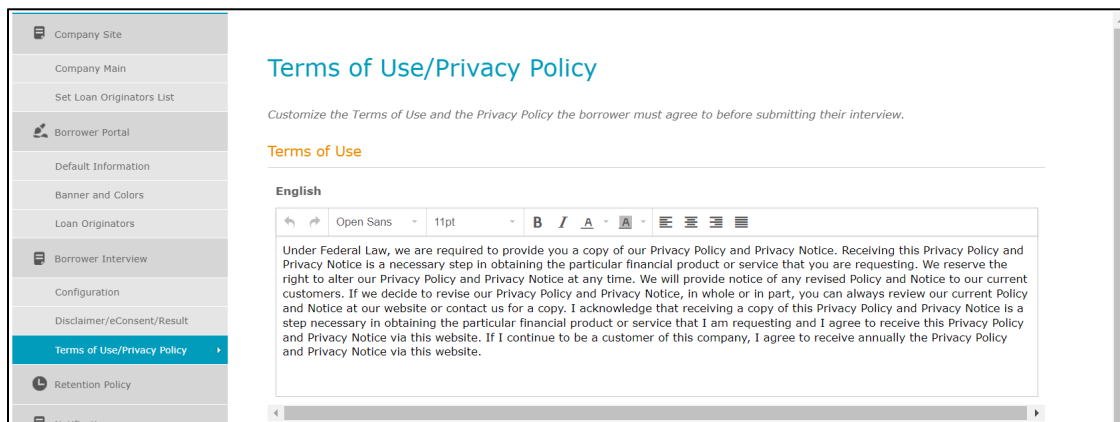 Company Site
Company Main
Set Loan Originators List
Borrower Portal
Default Information
Banner and Colors
Loan Originators
Borrower Interview
Configuration
Disclaimer/eConsent/Result
Terms of Use/Privacy Policy
Retention Policy
Terms of Use/Privacy Policy
Customize the Terms of Use and the Privacy Policy the borrower must agree to before submitting their interview.
Terms of Use
English
Open Sans 11pt B I A A
Under Federal Law, we are required to provide you a copy of our Privacy Policy and Privacy Notice. Receiving this Privacy Policy and
Privacy Notice is a necessary step in obtaining the particular financial product or service that you are requesting. We reserve the
right to alter our Privacy Policy and Privacy Notice at any time. We will provide notice of any revised Policy and Notice to our current
customers. If we decide to revise our Privacy Policy and Privacy Notice, in whole or in part, you can always review our current Policy
and Notice at our website or contact us for a copy. I acknowledge that receiving a copy of this Privacy Policy and Privacy Notice is a
step necessary in obtaining the particular financial product or service that I am requesting and I agree to receive this Privacy Policy
and Privacy Notice via this website. If I continue to be a customer of this company, I agree to receive annually the Privacy Policy
and Privacy Notice via this website.